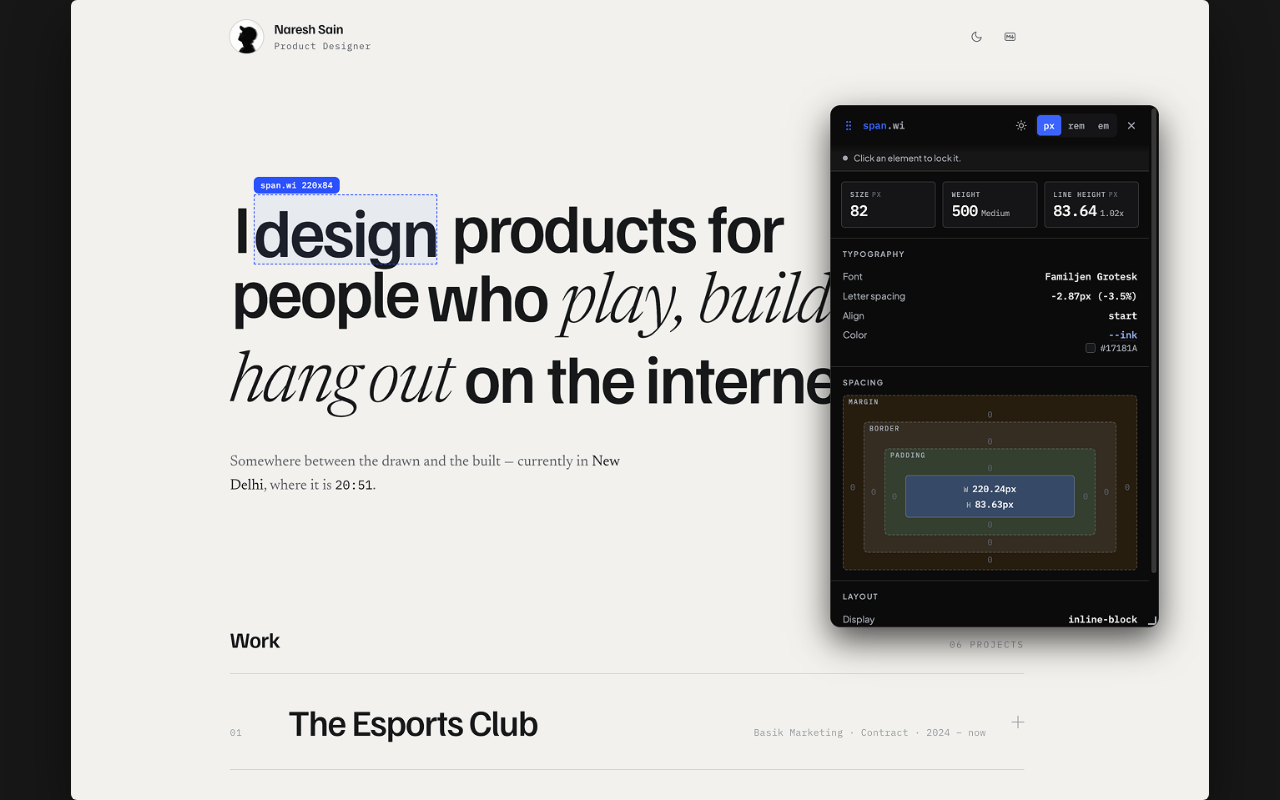 Naresh Sain
Product Designer
M↓
span.wi
px rem em
Click an element to lock it.
span.wi 220x84
SIZE PX
82
WEIGHT
500 Medium
LINE HEIGHT PX
83.64 1.02x
I design products for
people who play, build
hang out on the interne
TYPOGRAPHY
Font Familjen Grotesk
Letter spacing -2.87px (-3.5%)
Align start
Color --ink
#17181A
SPACING
MARGIN
0
BORDER
0
PADDING
0
0 0 0 W 220.24px 0 0 0
H 83.63px
0
0
0
LAYOUT
Display inline-block
Somewhere between the drawn and the built — currently in New
Delhi, where it is 20:51.
Work
06 PROJECTS
01
The Esports Club
Basik Marketing · Contract · 2024 — now